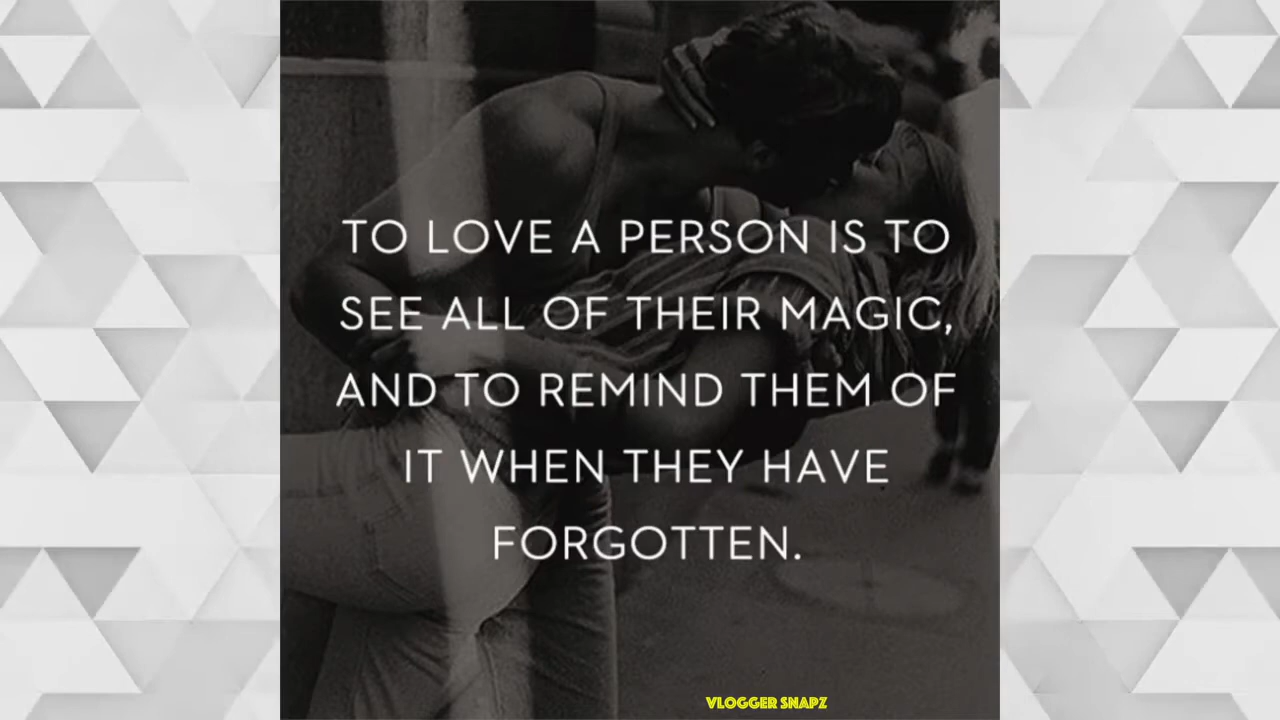 TO LOVE A PERSON IS TO
SEE ALL OF THEIR MAGIC,
AND TO REMIND THEM OF
IT WHEN THEY HAVE
FORGOTTEN.
VLOGGER SNAPZ